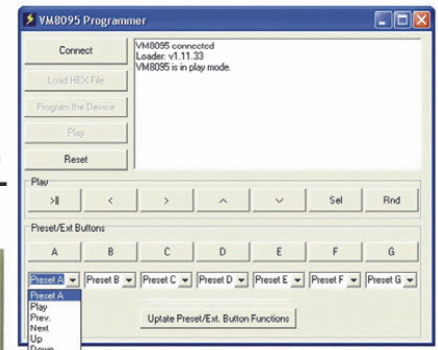 VM8095 Programmer
Connect
VM8095 connected
Loader: v1.11.33
VM8095 is in play mode.
Load HEX File
Program the Device
Play
Reset
Play
>II < > ^ v Sel Rnd
Preset/Ext Buttons
A B C D E F G
Preset A Preset B Preset C Preset D Preset E Preset F Preset G
Preset A
Play
Prev.
Next
Up
Down
Uptate Preset/Ext. Button Functions